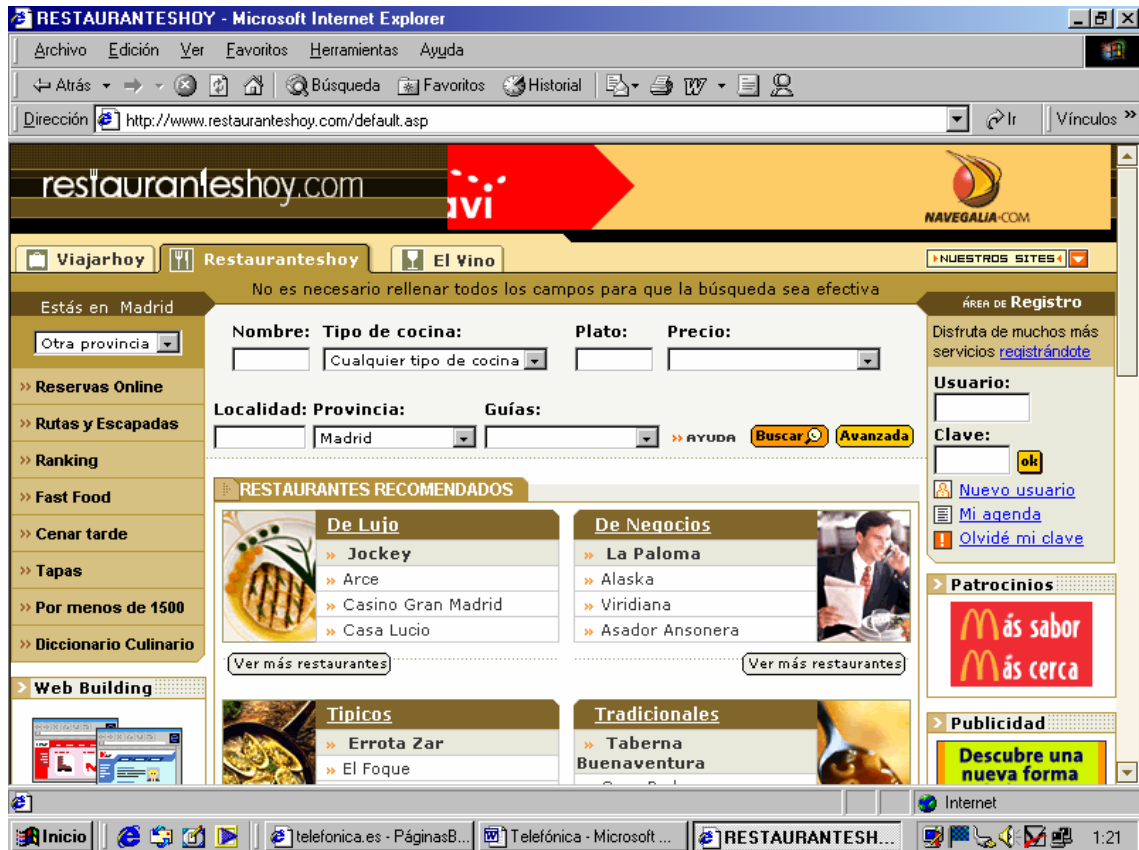 RESTAURANTESHOY - Microsoft Internet Explorer
Archivo Edición Ver Favoritos Herramientas Ayuda
Atrás Búsqueda Favoritos Historial
Dirección http://www.restauranteshoy.com/default.asp Ir Vínculos »
restauranteshoy.com
avi
NAVEGALIA.COM
Viajarhoy Restauranteshoy El Vino
NUESTROS SITES
Estás en Madrid
Otra provincia
» Reservas Online
» Rutas y Escapadas
» Ranking
» Fast Food
» Cenar tarde
» Tapas
» Por menos de 1500
» Diccionario Culinario
Web Building
No es necesario rellenar todos los campos para que la búsqueda sea efectiva
Nombre: Tipo de cocina: Plato: Precio:
Cualquier tipo de cocina
Localidad: Provincia: Guías:
Madrid
» AYUDA Buscar Avanzada
RESTAURANTES RECOMENDADOS
De Lujo
» Jockey
» Arce
» Casino Gran Madrid
» Casa Lucio
Ver más restaurantes
De Negocios
» La Paloma
» Alaska
» Viridiana
» Asador Ansonera
Ver más restaurantes
Tipicos
» Errota Zar
» El Foque
Tradicionales
» Taberna
Buenaventura
ÁREA DE Registro
Disfruta de muchos más
servicios registrándote
Usuario:
Clave:
ok
Nuevo usuario
Mi agenda
Olvidé mi clave
Patrocinios
Más sabor
Más cerca
Publicidad
Descubre una
nueva forma
Internet
Inicio telefonica.es - PáginasB... Telefónica - Microsoft ... RESTAURANTESH... 1:21